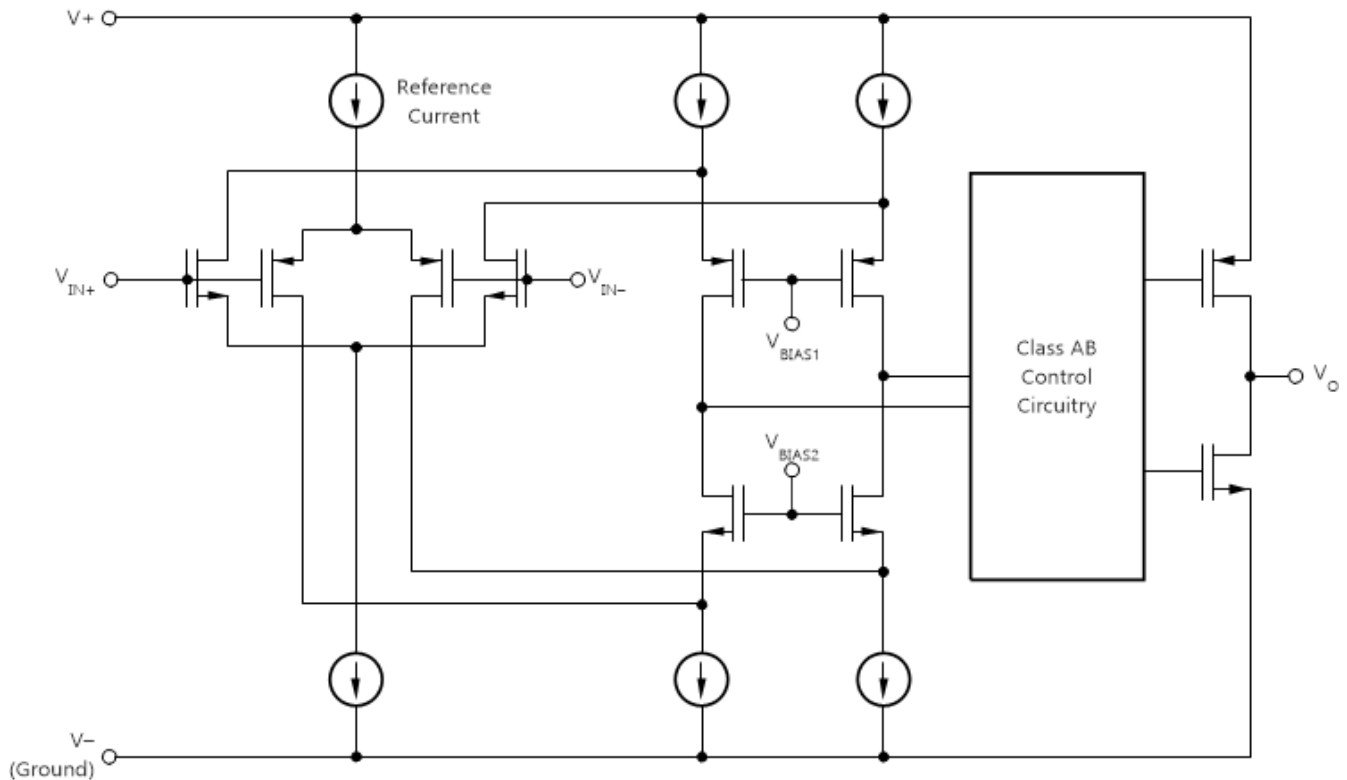 V+
Reference
Current
VIN+
VIN−
VBIAS1
Class AB
Control
Circuitry
VO
VBIAS2
V−
(Ground)